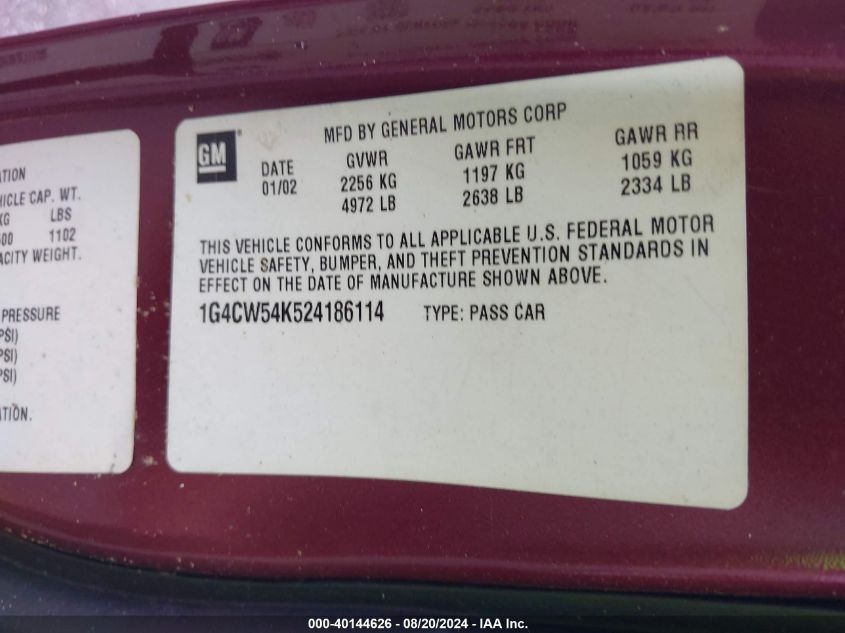 ATION
HICLE CAP. WT.
KG LBS
500 1102
ACITY WEIGHT.
PRESSURE
PSI)
PSI)
PSI)
ATION.
GM
MFD BY GENERAL MOTORS CORP
DATE GVWR GAWR FRT GAWR RR
01/02 2256 KG 1197 KG 1059 KG
4972 LB 2638 LB 2334 LB
THIS VEHICLE CONFORMS TO ALL APPLICABLE U.S. FEDERAL MOTOR
VEHICLE SAFETY, BUMPER, AND THEFT PREVENTION STANDARDS IN
EFFECT ON THE DATE OF MANUFACTURE SHOWN ABOVE.
1G4CW54K524186114 TYPE: PASS CAR
000-40144626 - 08/20/2024 - IAA Inc.